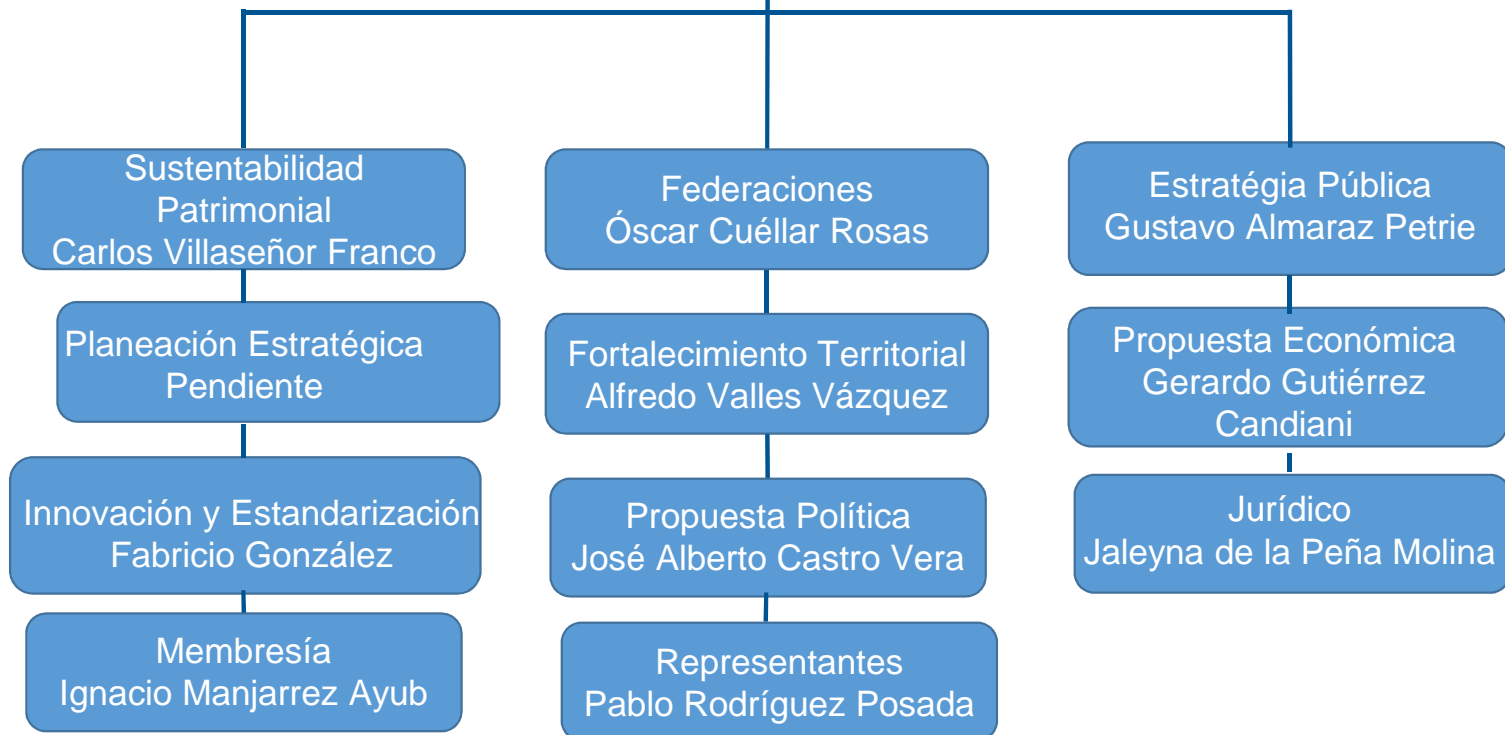 Sustentabilidad
Patrimonial
Carlos Villaseñor Franco
Planeación Estratégica
Pendiente
Innovación y Estandarización
Fabricio González
Membresía
Ignacio Manjarrez Ayub
Federaciones
Óscar Cuéllar Rosas
Fortalecimiento Territorial
Alfredo Valles Vázquez
Propuesta Política
José Alberto Castro Vera
Representantes
Pablo Rodríguez Posada
Estratégia Pública
Gustavo Almaraz Petrie
Propuesta Económica
Gerardo Gutiérrez
Candiani
Jurídico
Jaleyna de la Peña Molina